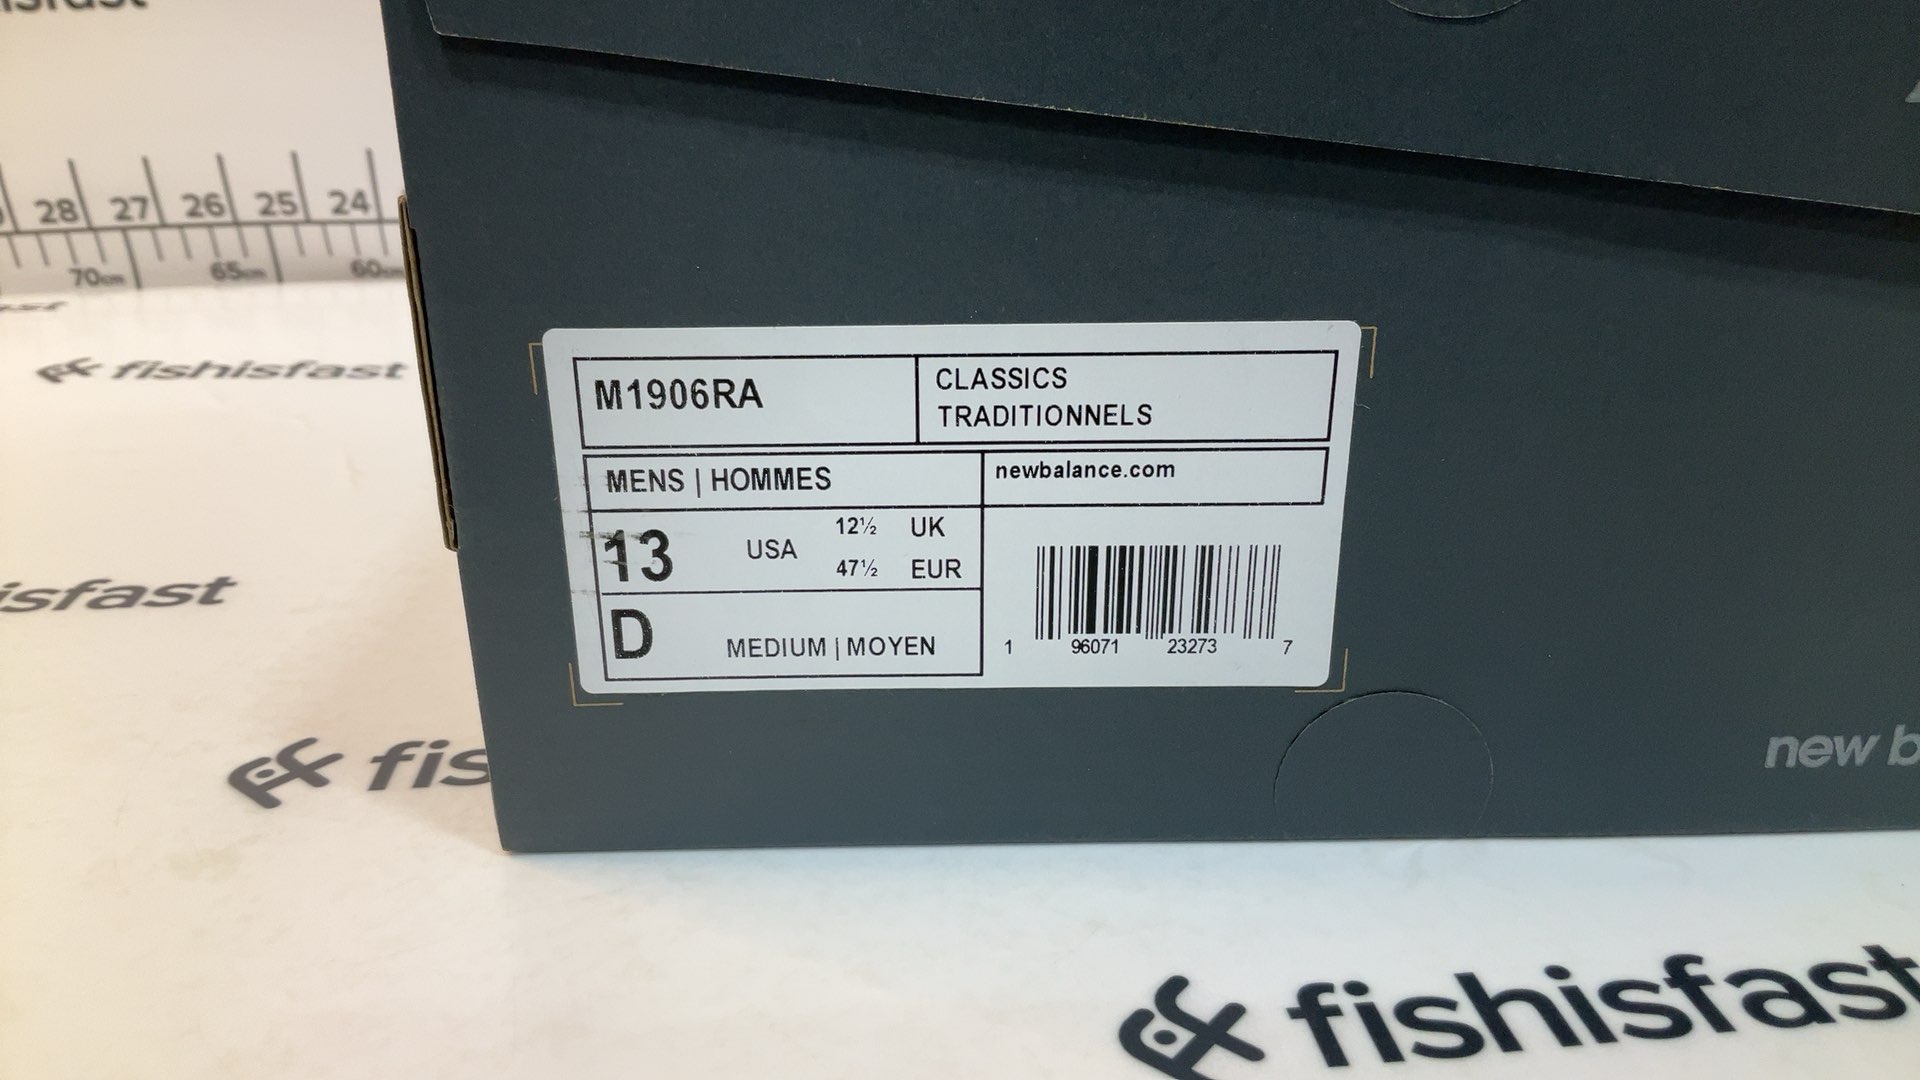 28 27 26 25 24
70cm 65cm 60cm
fishisfast
M1906RA
CLASSICS
TRADITIONNELS
MENS | HOMMES
newbalance.com
13 USA 12½ UK
47½ EUR
D MEDIUM | MOYEN
1 96071 23273 7
new b
fis
fishisfast